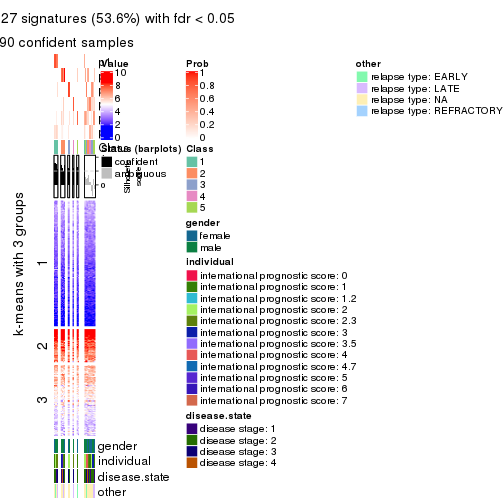 27 signatures (53.6%) with fdr < 0.05
90 confident samples
Value
10
8
6
4
2
0
Status (barplots)
confident
ambiguous
Silhouette score
0
k-means with 3 groups
1
2
3
gender
individual
disease.state
other
Prob
1
0.8
0.6
0.4
0.2
0
Class
1
2
3
4
5
gender
female
male
individual
international prognostic score: 0
international prognostic score: 1
international prognostic score: 1.2
international prognostic score: 2
international prognostic score: 2.3
international prognostic score: 3
international prognostic score: 3.5
international prognostic score: 4
international prognostic score: 4.7
international prognostic score: 5
international prognostic score: 6
international prognostic score: 7
disease.state
disease stage: 1
disease stage: 2
disease stage: 3
disease stage: 4
other
relapse type: EARLY
relapse type: LATE
relapse type: NA
relapse type: REFRACTORY